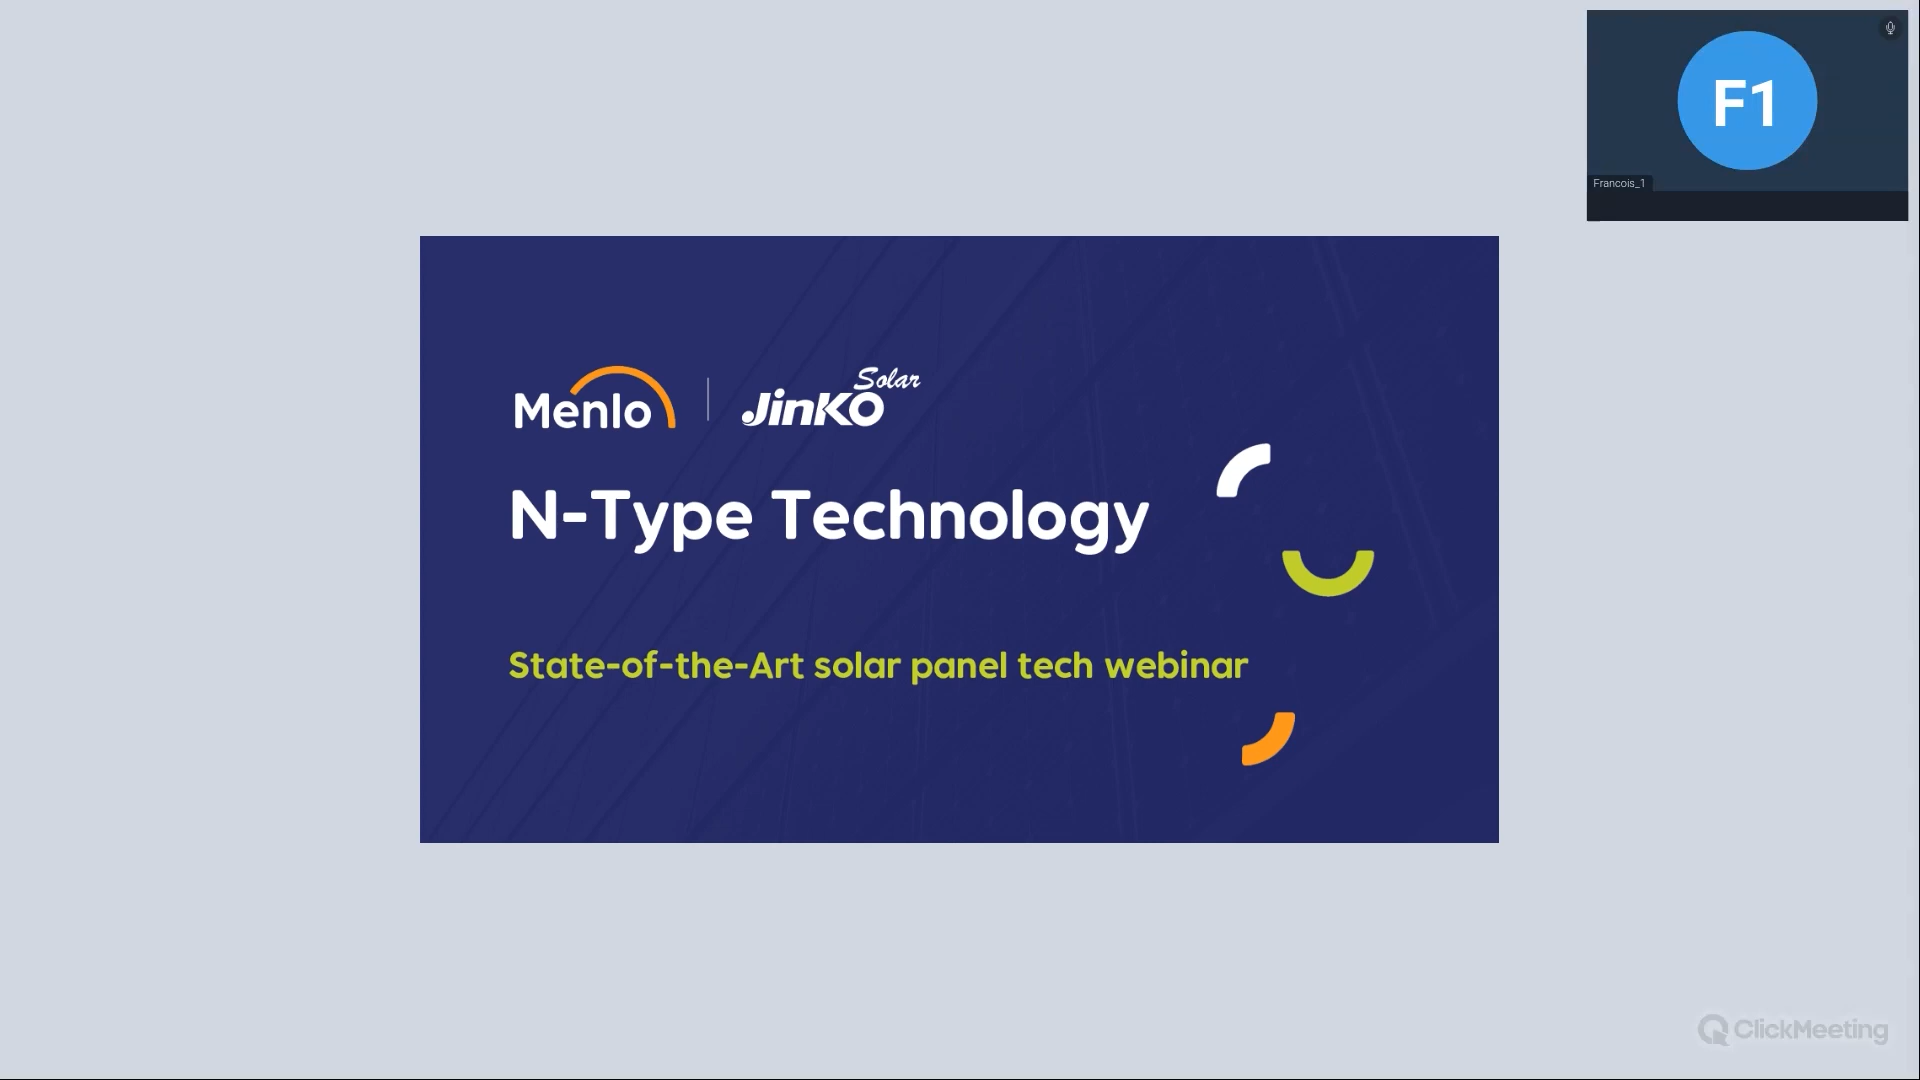 F1
Francois_1
Menlo
JinKO Solar
N-Type Technology
State-of-the-Art solar panel tech webinar
ClickMeeting